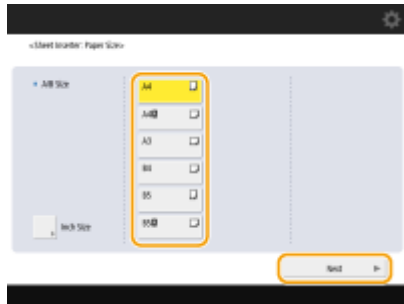 <Sheet Inserter: Paper Size>
A/B Size
A4
A4R
A3
B4
B5
B5R
Inch Size
Next